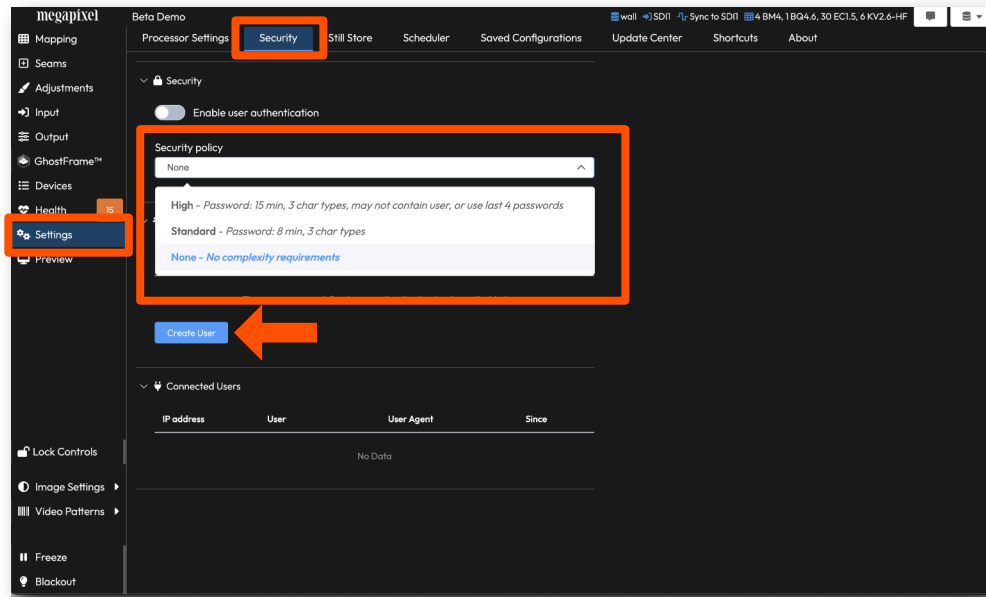 megapixel
Beta Demo
wall SDI1 Sync to SDI1 4 BM4, 1 BQ4.6, 30 EC1.5, 6 KV2.6-HF
Mapping
Seams
Adjustments
Input
Output
GhostFrame™
Devices
Health 15
Settings
Preview
Lock Controls
Image Settings
Video Patterns
Freeze
Blackout
Processor Settings Security Still Store Scheduler Saved Configurations Update Center Shortcuts About
Security
Enable user authentication
Security policy
None
High - Password: 15 min, 3 char types, may not contain user, or use last 4 passwords
Standard - Password: 8 min, 3 char types
None - No complexity requirements
Create User
Connected Users
IP address User User Agent Since
No Data